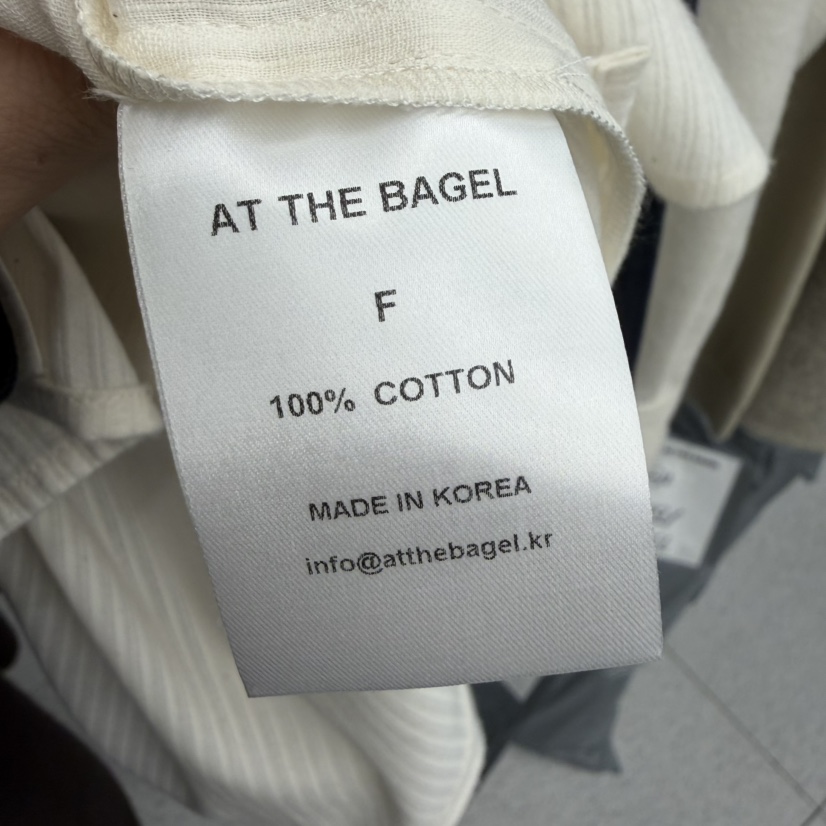 AT THE BAGEL
F
100% COTTON
MADE IN KOREA
info@atthebagel.kr